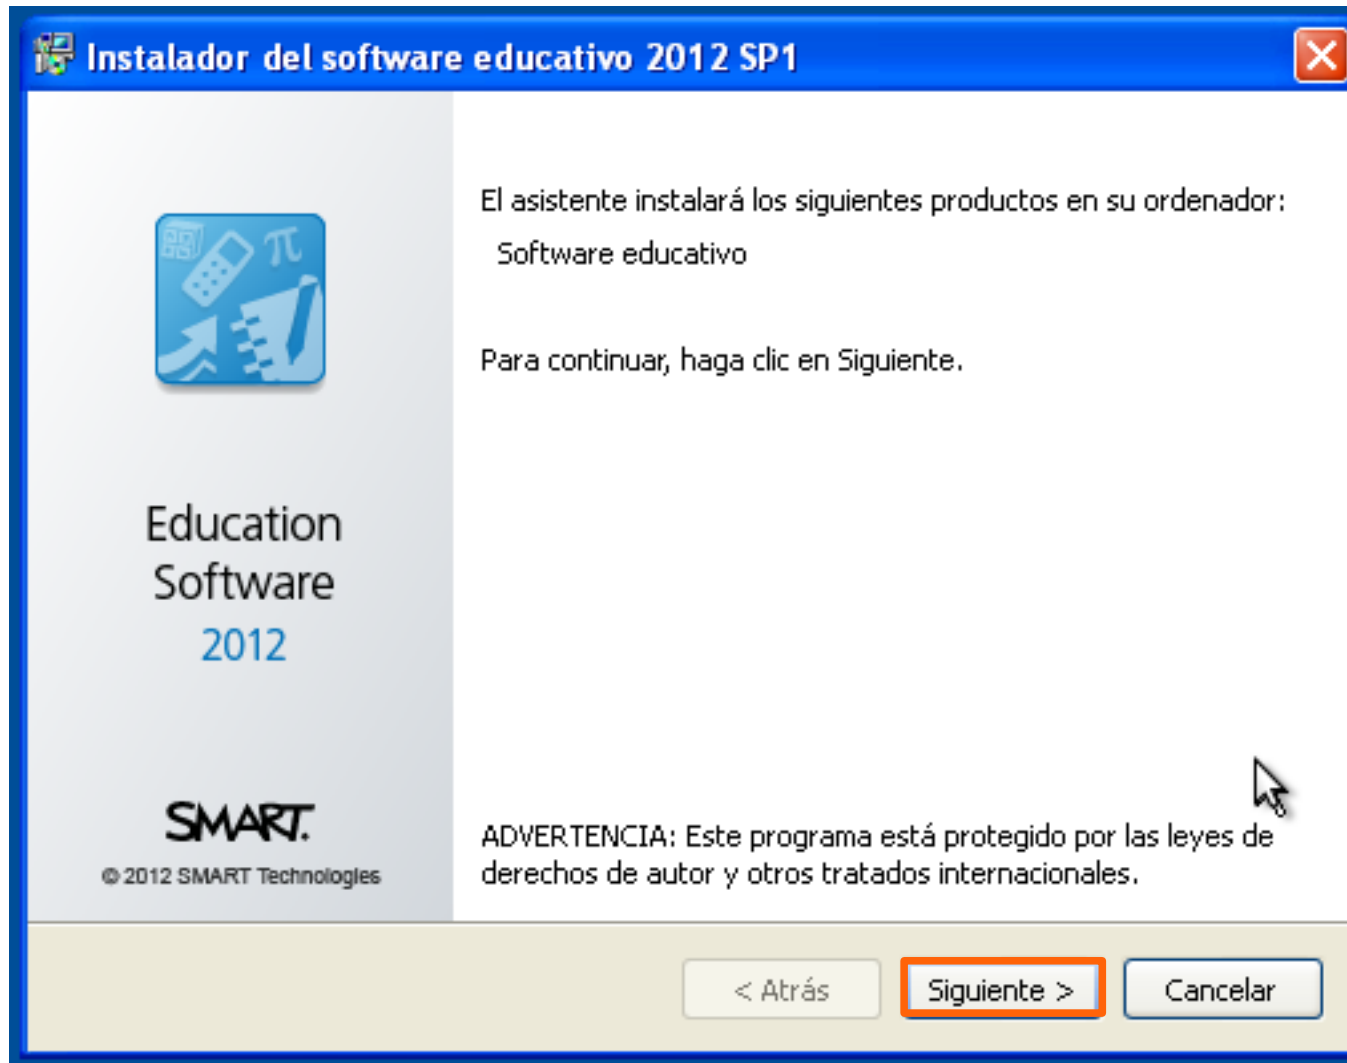 Instalador del software educativo 2012 SP1
El asistente instalará los siguientes productos en su ordenador:
Software educativo
Para continuar, haga clic en Siguiente.
π
Education
Software
2012
SMART.
© 2012 SMART Technologies
ADVERTENCIA: Este programa está protegido por las leyes de
derechos de autor y otros tratados internacionales.
< Atrás
Siguiente >
Cancelar